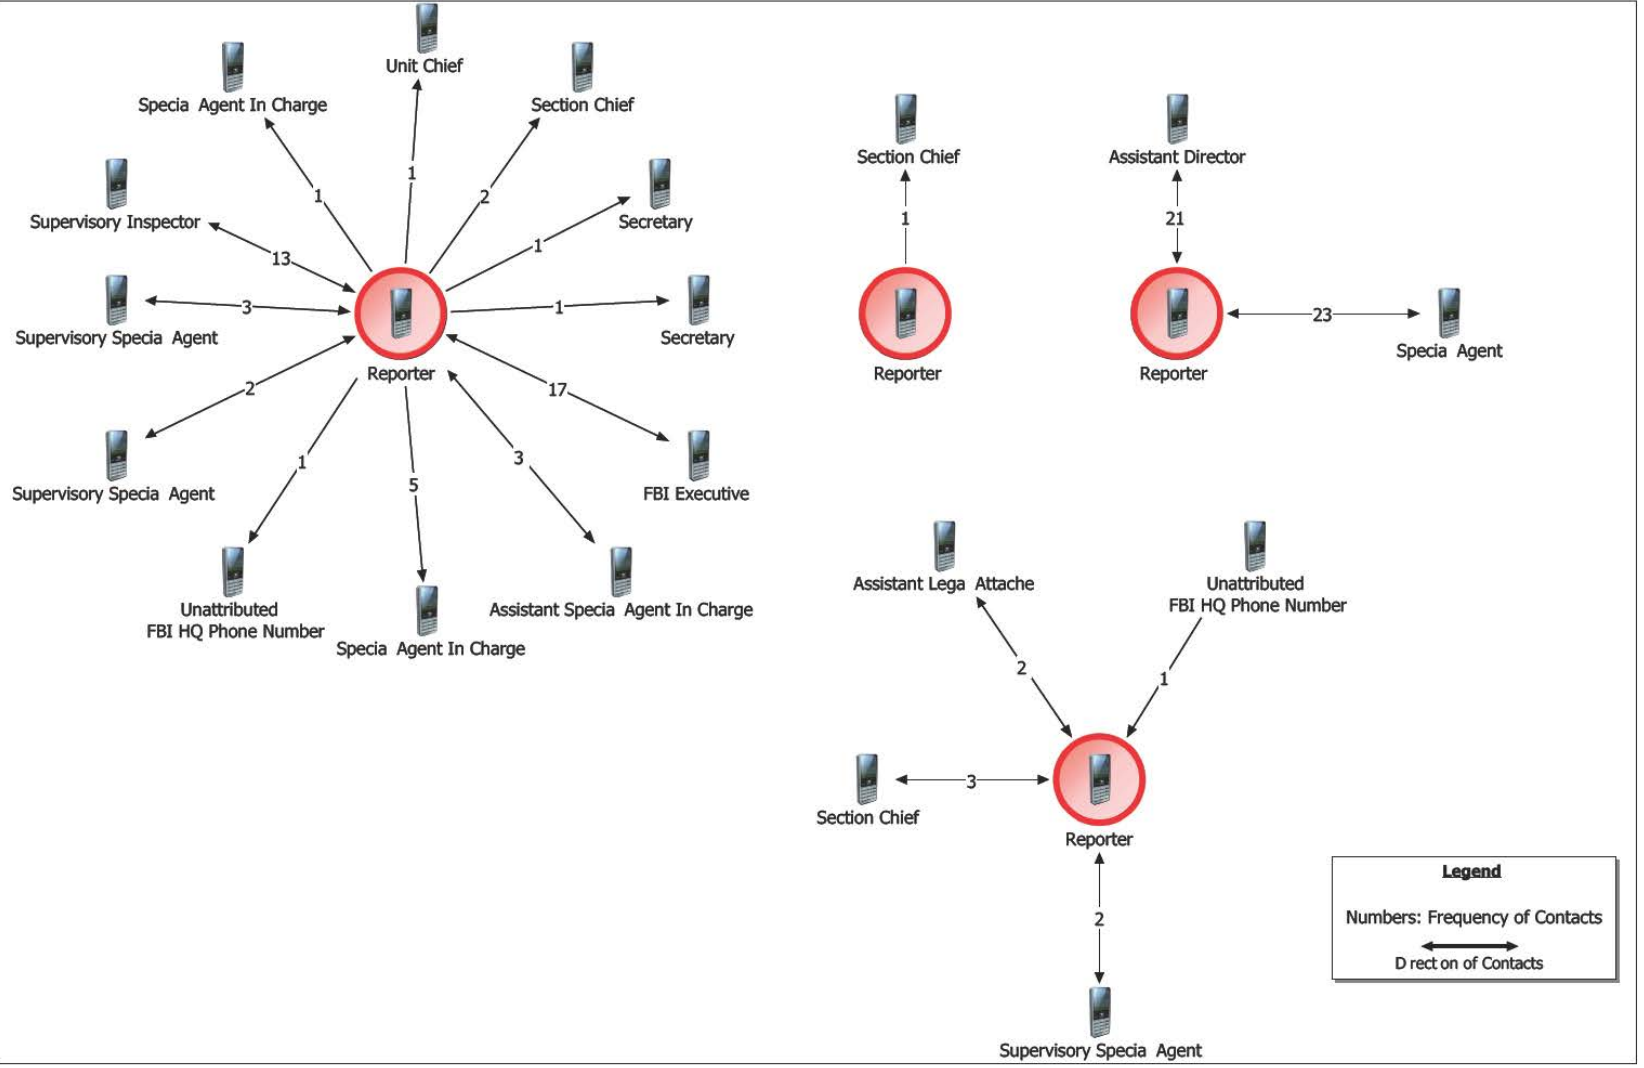 Unit Chief
Specia Agent In Charge
Section Chief
Supervisory Inspector
Secretary
Supervisory Specia Agent
Secretary
Supervisory Specia Agent
FBI Executive
Unattributed
FBI HQ Phone Number
Specia Agent In Charge
Assistant Specia Agent In Charge
Reporter
1
1
2
1
13
3
1
2
17
1
5
3
Section Chief
1
Reporter
Assistant Director
21
Reporter
23
Specia Agent
Assistant Lega Attache
Unattributed
FBI HQ Phone Number
2
1
Section Chief
3
Reporter
2
Supervisory Specia Agent
Legend
Numbers: Frequency of Contacts
D rect on of Contacts